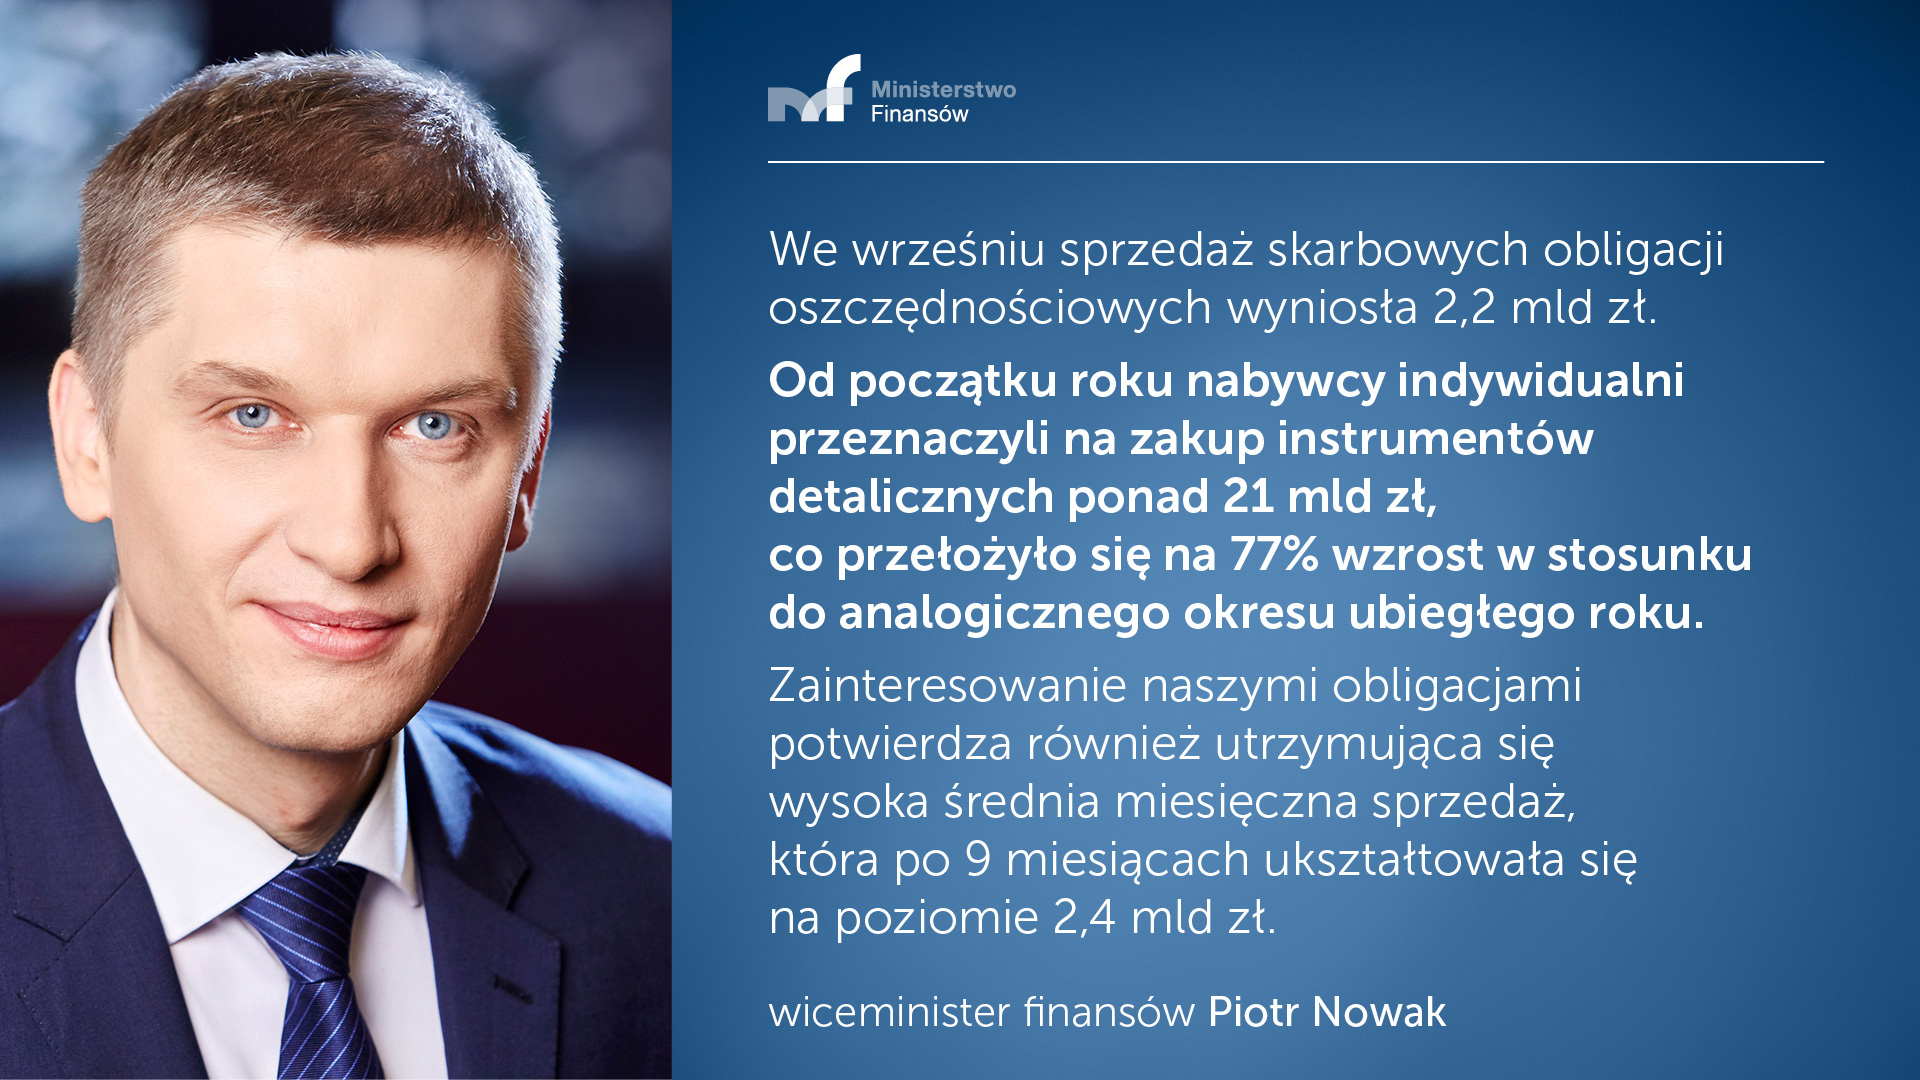 Ministerstwo
Finansów
We wrześniu sprzedaż skarbowych obligacji
oszczędnościowych wyniosła 2,2 mld zł.
Od początku roku nabywcy indywidualni
przeznaczyli na zakup instrumentów
detalicznych ponad 21 mld zł,
co przełożyło się na 77% wzrost w stosunku
do analogicznego okresu ubiegłego roku.
Zainteresowanie naszymi obligacjami
potwierdza również utrzymująca się
wysoka średnia miesięczna sprzedaż,
która po 9 miesiącach ukształtowała się
na poziomie 2,4 mld zł.
wiceminister finansów Piotr Nowak